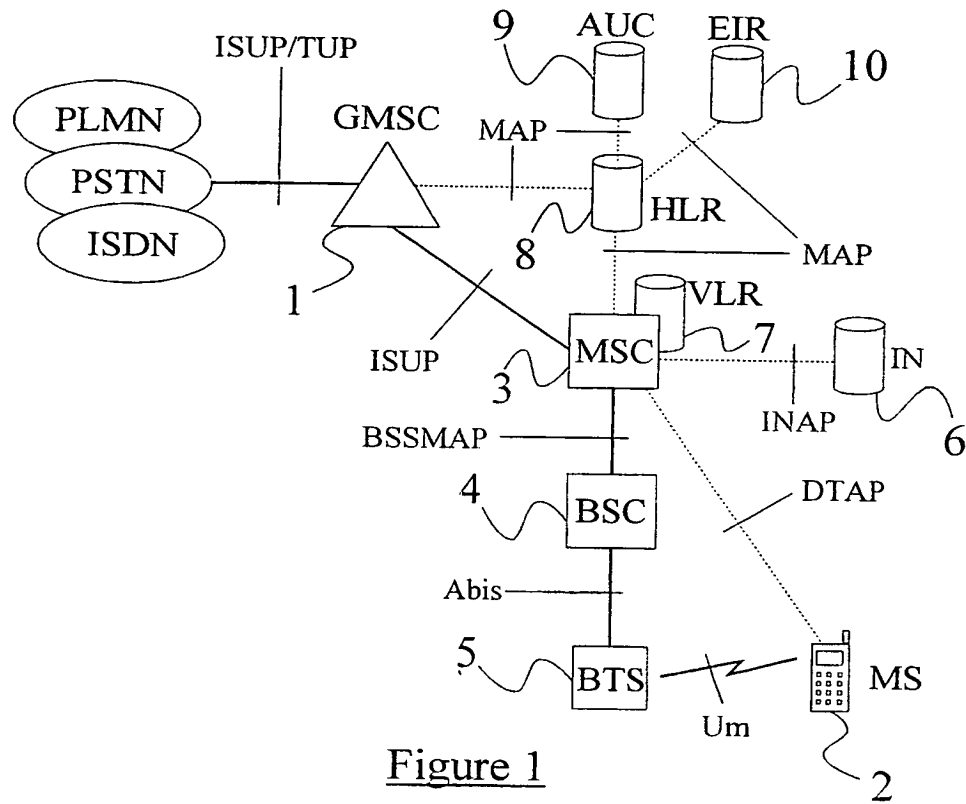 AUC
EIR
9
10
ISUP/TUP
PLMN
GMSC
MAP
PSTN
HLR
ISDN
8
MAP
1
VLR
7
ISUP
MSC
IN
3
INAP
6
BSSMAP
4
BSC
DTAP
Abis
5
BTS
MS
Um
2
Figure 1